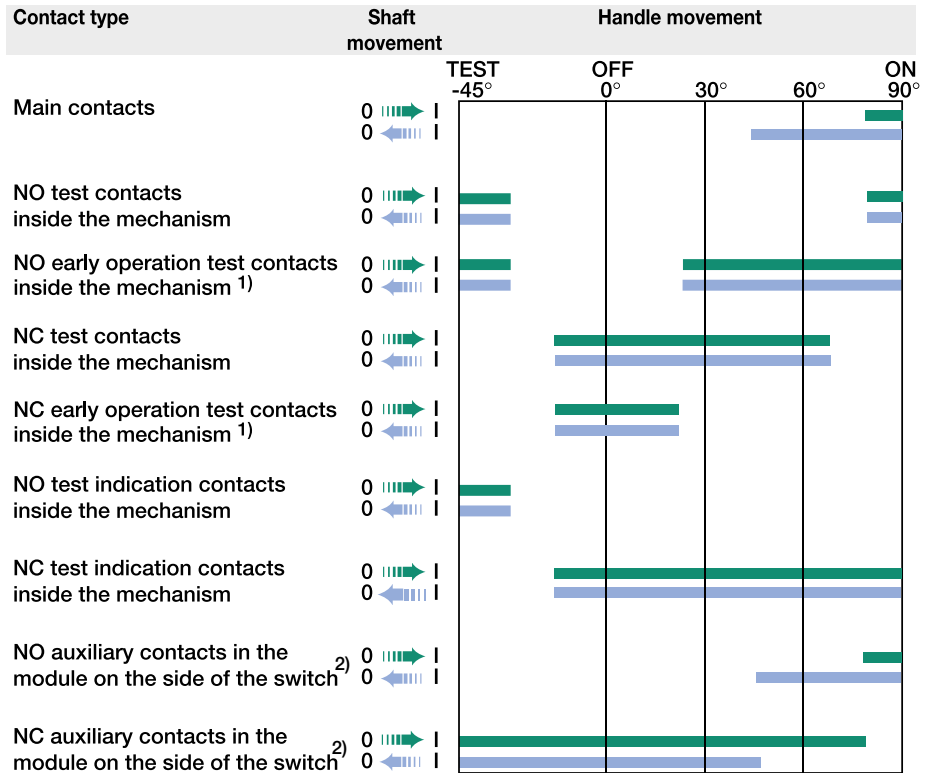 Contact type Shaft movement Handle movement
TEST OFF ON
-45° 0° 30° 60° 90°
Main contacts 0 I
0 I
NO test contacts 0 I
inside the mechanism 0 I
NO early operation test contacts 0 I
inside the mechanism 1) 0 I
NC test contacts 0 I
inside the mechanism 0 I
NC early operation test contacts 0 I
inside the mechanism 1) 0 I
NO test indication contacts 0 I
inside the mechanism 0 I
NC test indication contacts 0 I
inside the mechanism 0 I
NO auxiliary contacts in the 0 I
module on the side of the switch 2) 0 I
NC auxiliary contacts in the 0 I
module on the side of the switch 2) 0 I